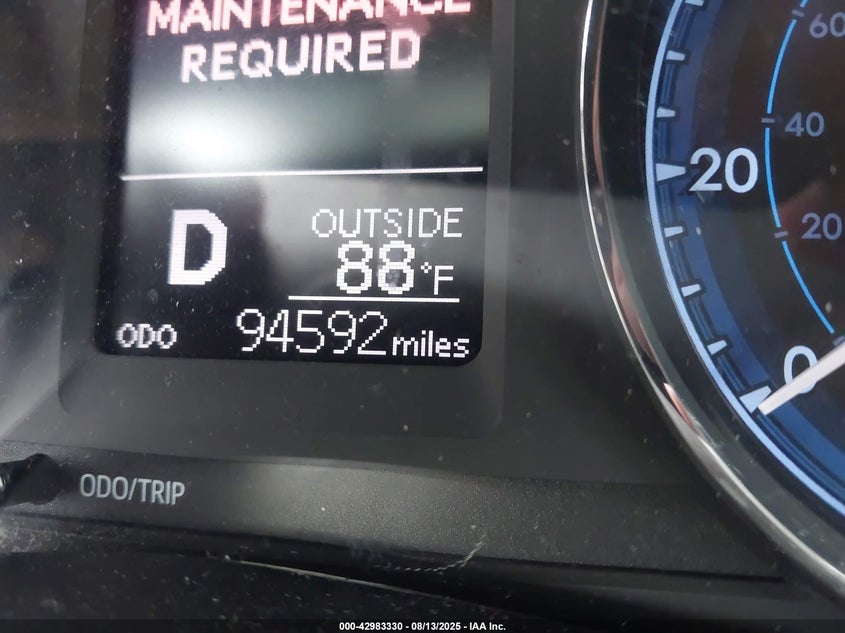 MAINTENANCE
REQUIRED
D
OUTSIDE
88°F
ODO 94592 miles
ODO/TRIP
60
40
20
20
0
000-42983330 - 08/13/2025 - IAA Inc.